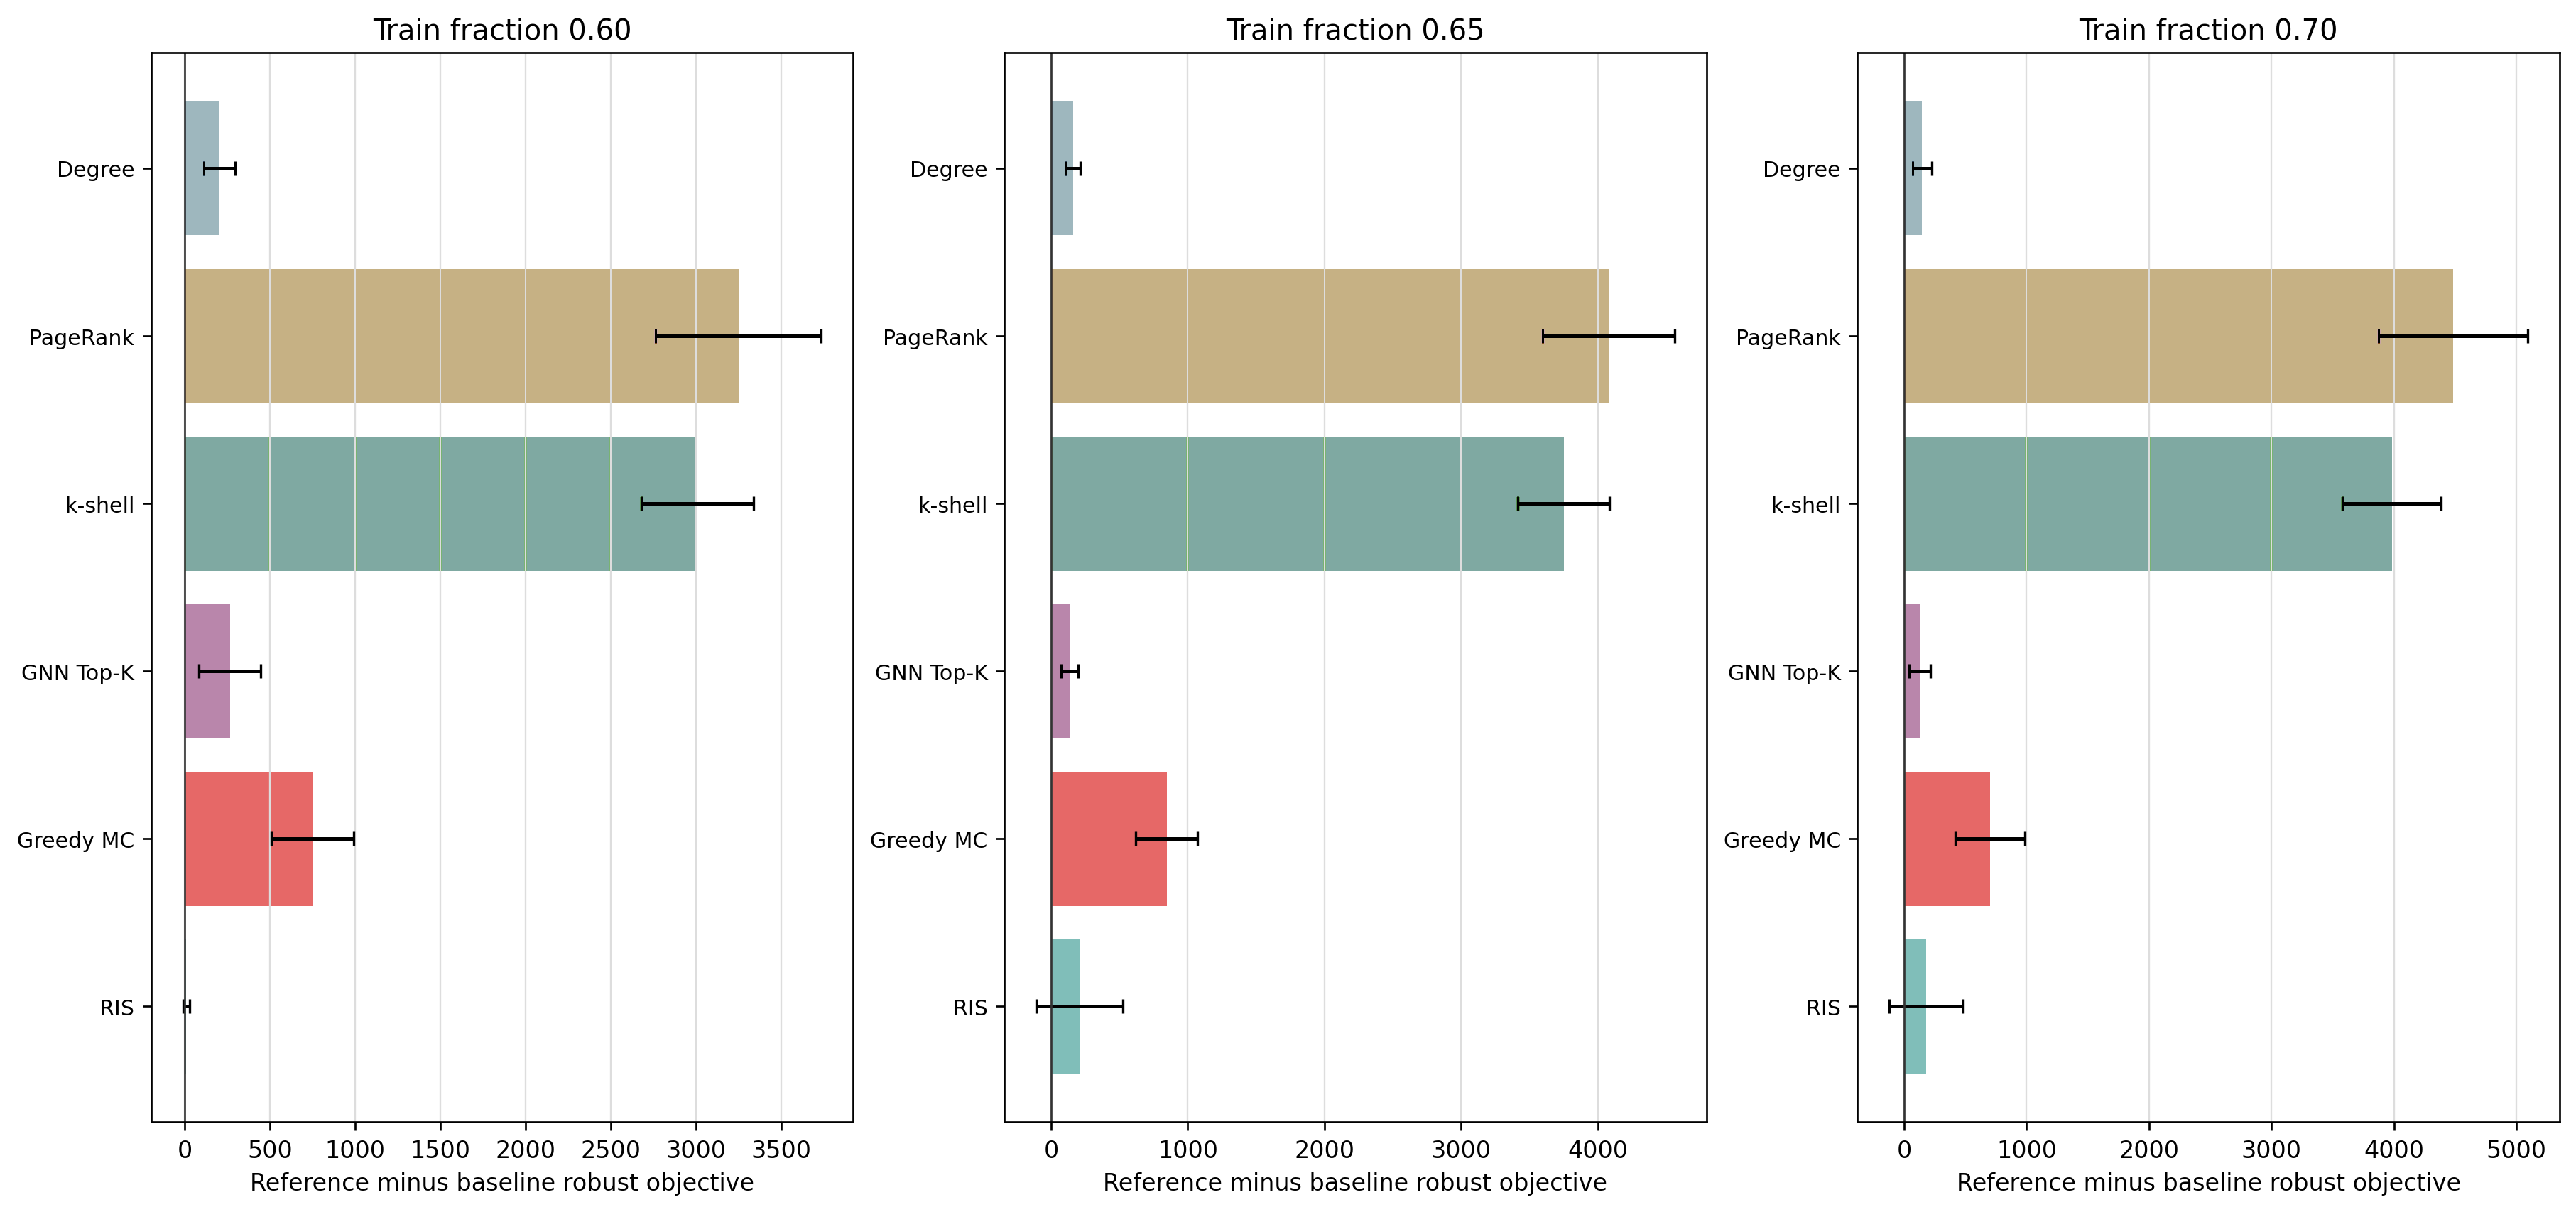 Train fraction 0.60
Degree
PageRank
k-shell
GNN Top-K
Greedy MC
RIS
0 500 1000 1500 2000 2500 3000 3500
Reference minus baseline robust objective
Train fraction 0.65
Degree
PageRank
k-shell
GNN Top-K
Greedy MC
RIS
0 1000 2000 3000 4000
Reference minus baseline robust objective
Train fraction 0.70
Degree
PageRank
k-shell
GNN Top-K
Greedy MC
RIS
0 1000 2000 3000 4000 5000
Reference minus baseline robust objective